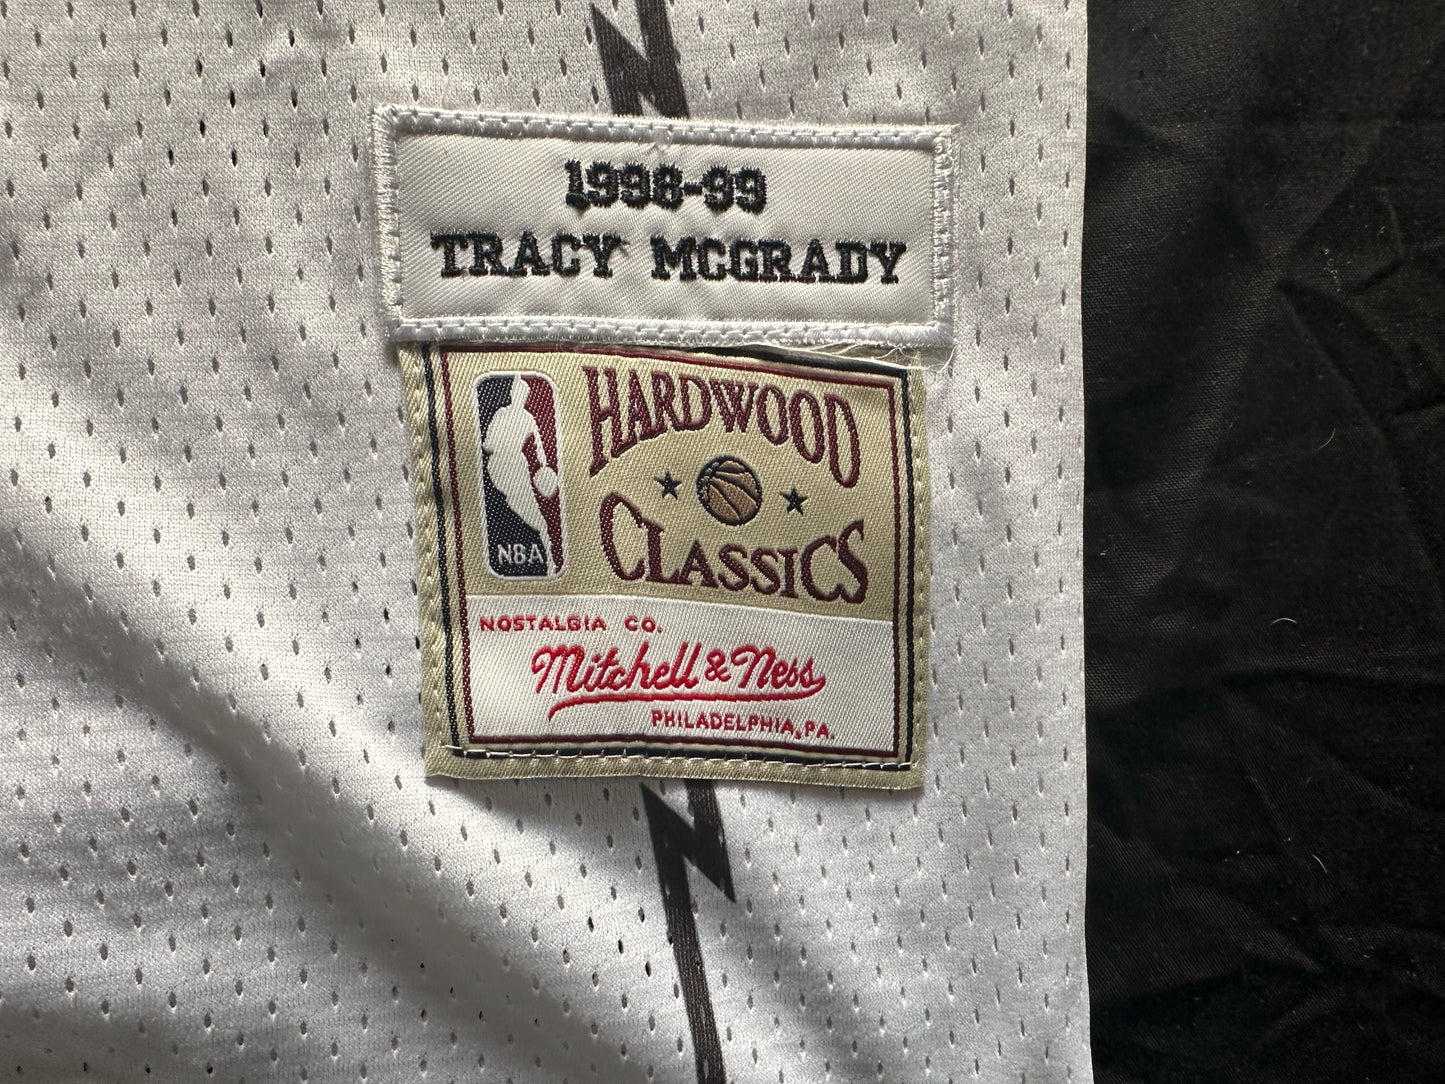 1998-99
TRACY MCGRADY
HARDWOOD
CLASSICS
NBA
NOSTALGIA CO.
Mitchell & Ness
PHILADELPHIA, PA.